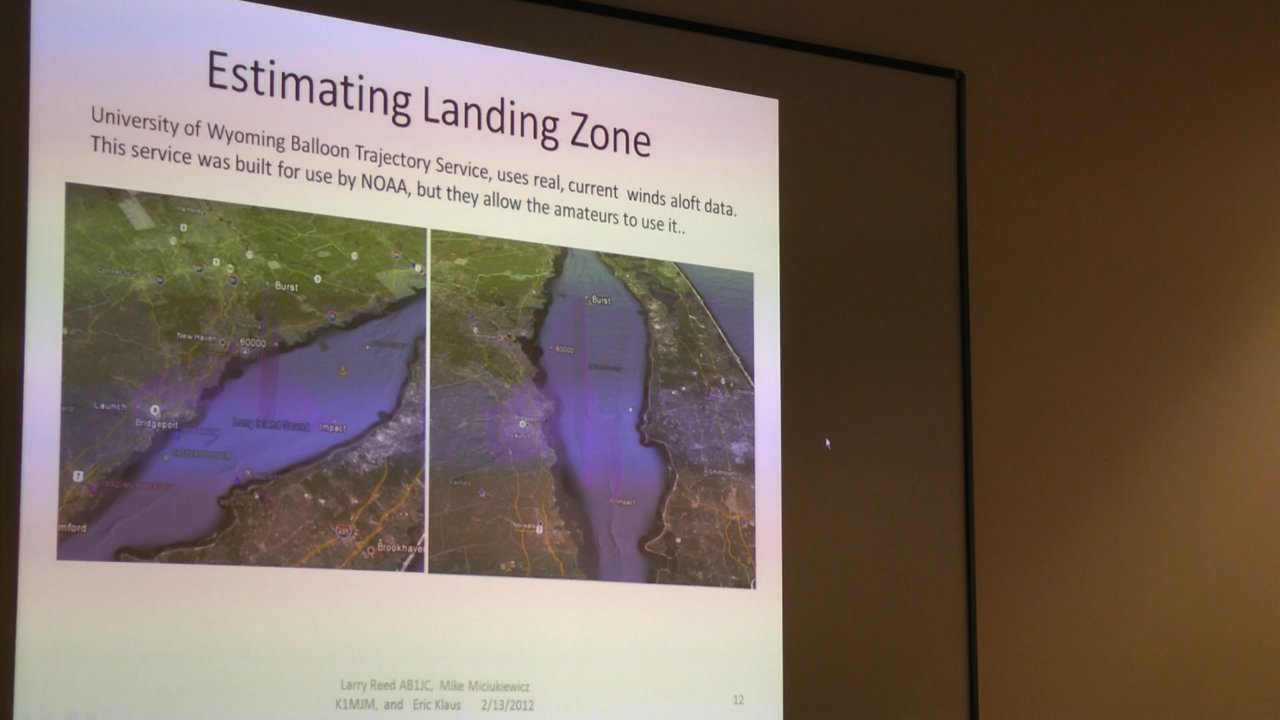 Estimating Landing Zone
University of Wyoming Balloon Trajectory Service, uses real, current winds aloft data.
This service was built for use by NOAA, but they allow the amateurs to use it..
Burst
New Haven
60000
Launch
Bridgeport
Long Island Sound
Impact
mford
Brookhave
Burst
60000
Impact
Larry Reed AB1JC, Mike Miciukiewicz
K1MJM, and Eric Klaus 2/13/2012
12